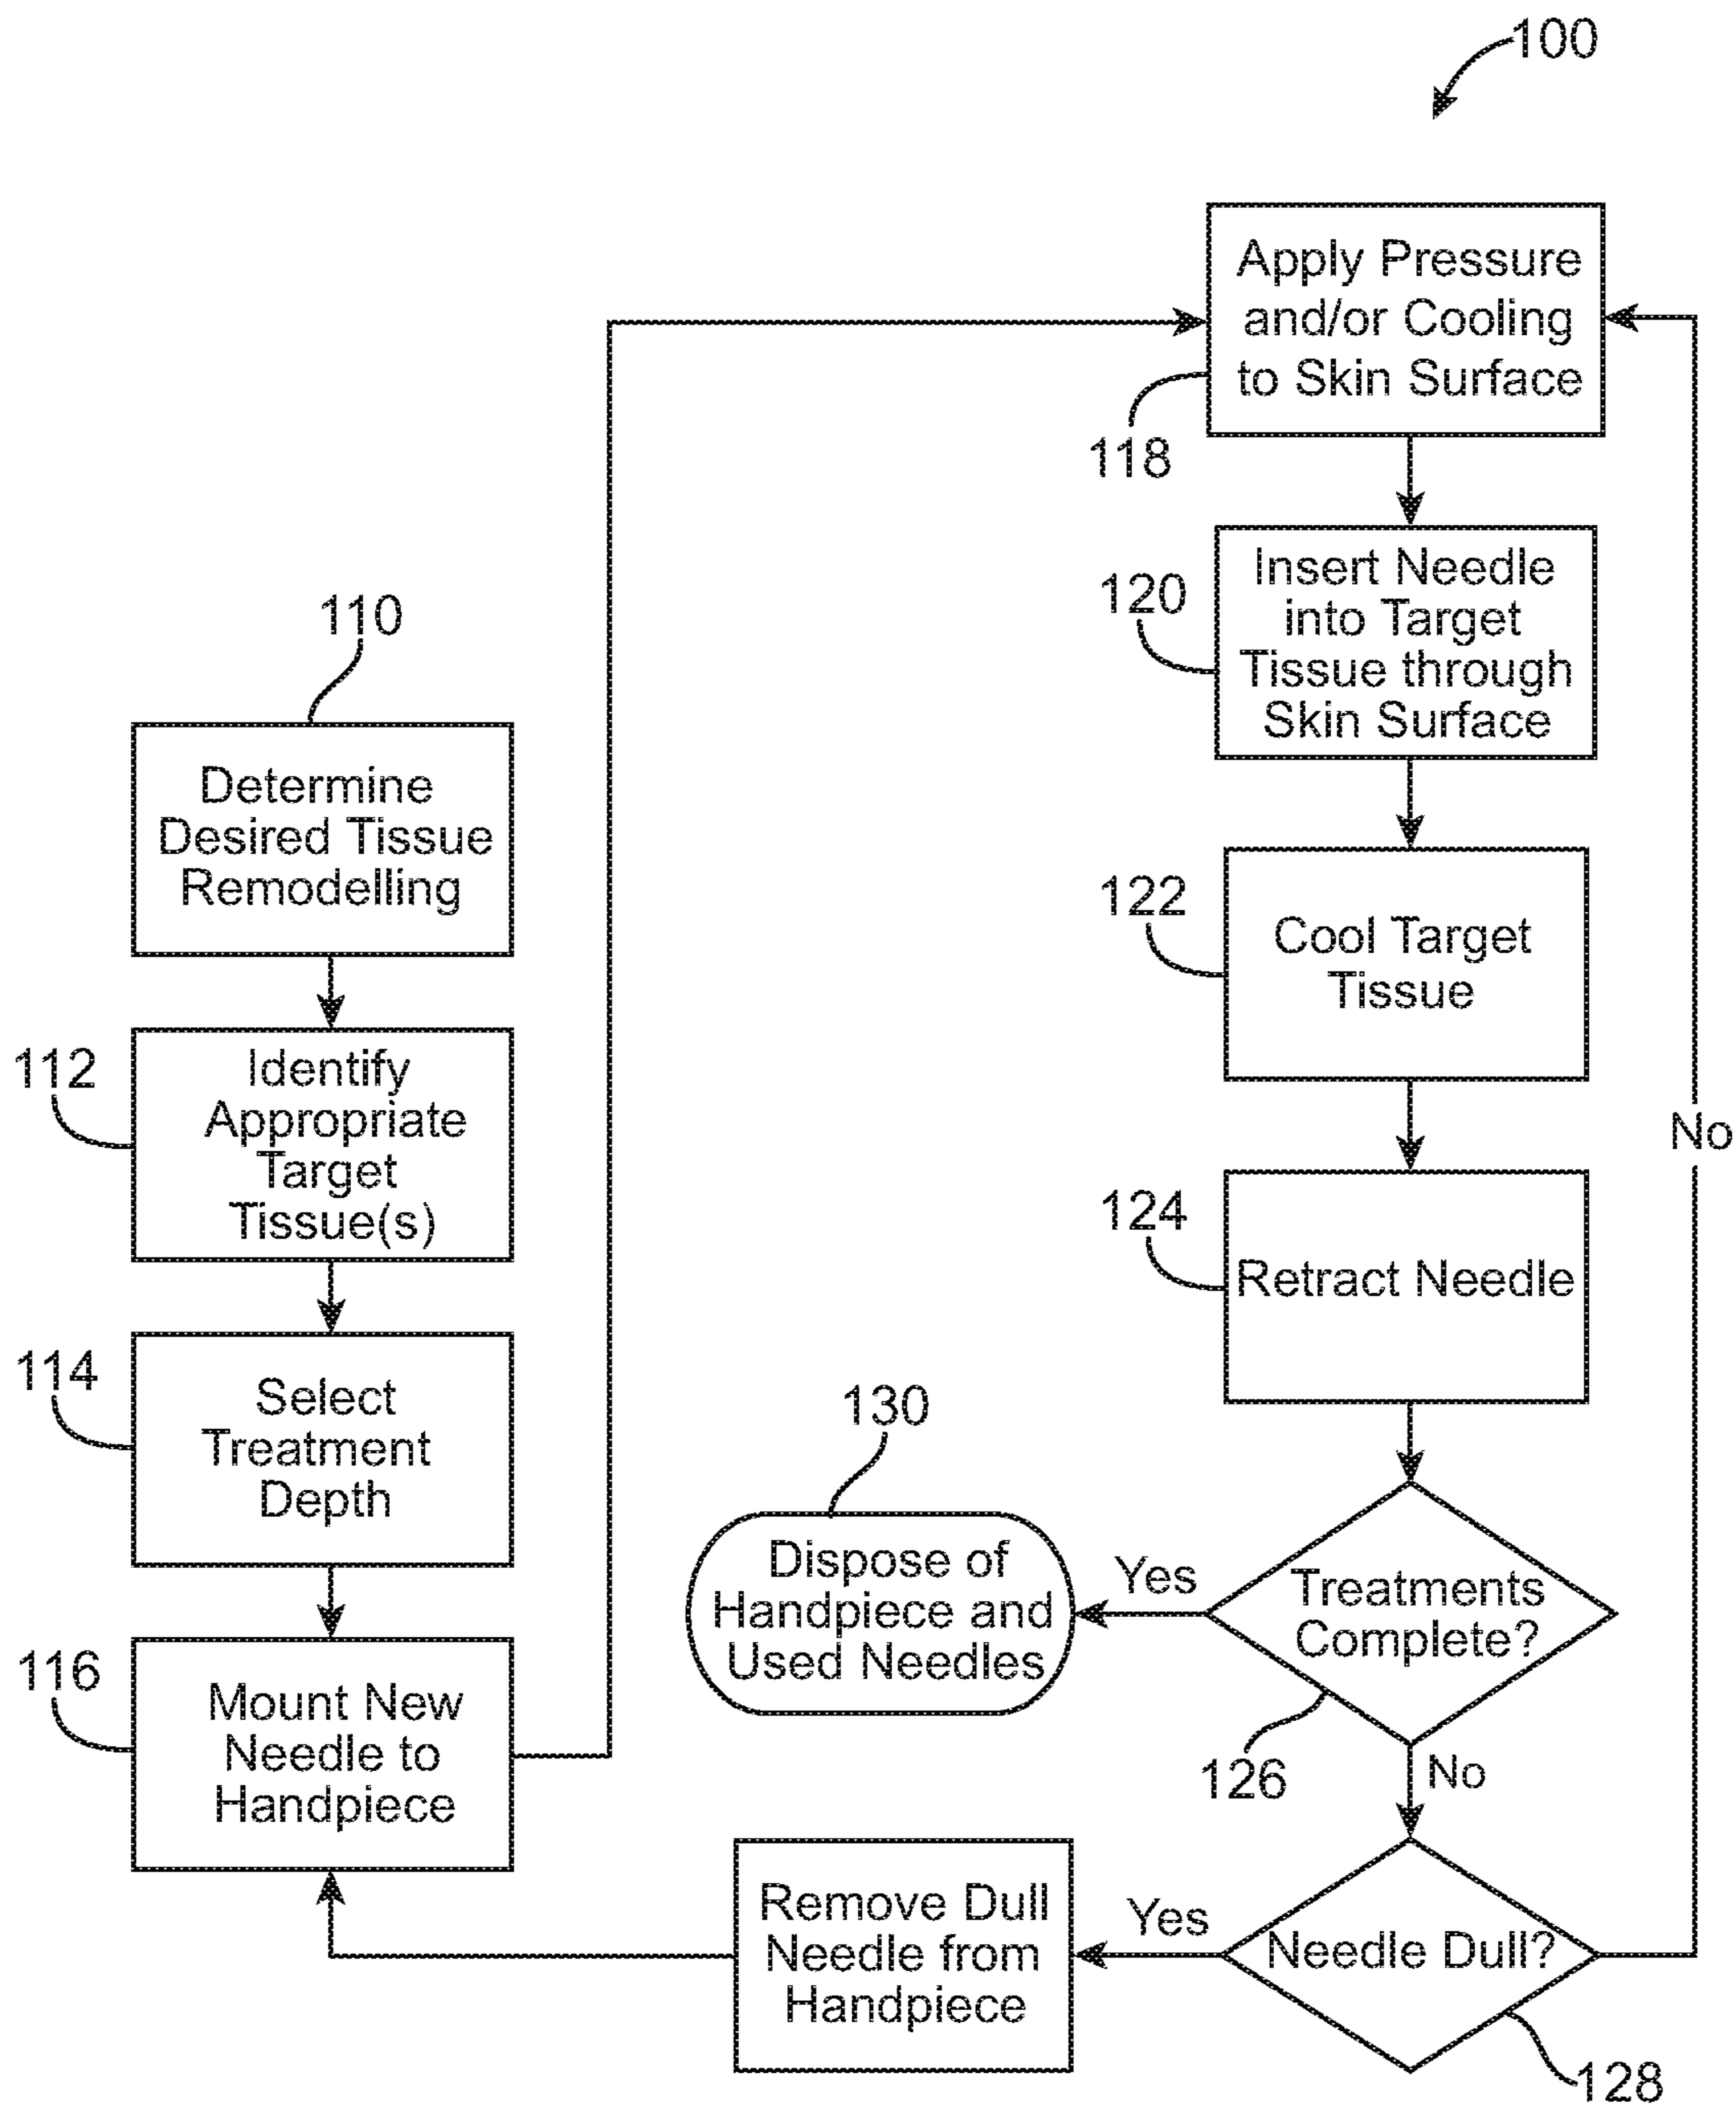 100
Apply Pressure
and/or Cooling
to Skin Surface
118
Insert Needle
into Target
Tissue through
Skin Surface
120
110
Determine
Desired Tissue
Remodelling
122
Cool Target
Tissue
112
Identify
Appropriate
Target
Tissue(s)
No
124
Retract Needle
114
Select
Treatment
Depth
130
Dispose of
Handpiece and
Used Needles
Yes
Treatments
Complete?
116
Mount New
Needle to
Handpiece
126
No
Remove Dull
Needle from
Handpiece
Yes
Needle Dull?
128